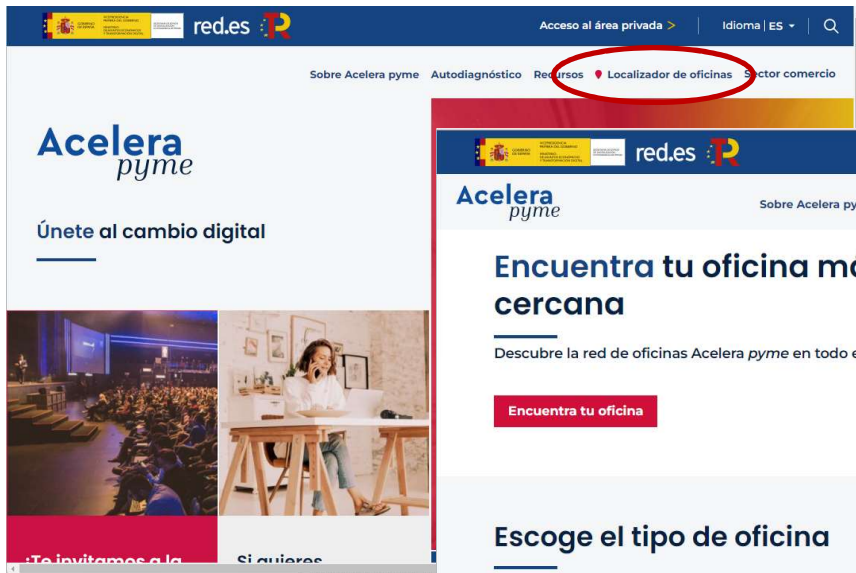 red.es
Acceso al área privada >
Idioma | ES
Sobre Acelera pyme Autodiagnóstico Recursos Localizador de oficinas Sector comercio
Acelera
pyme
Únete al cambio digital
¡Te invitamos a la
Si quieres
red.es
Acelera
pyme
Sobre Acelera py
Encuentra tu oficina má
cercana
Descubre la red de oficinas Acelera pyme en todo e
Encuentra tu oficina
Escoge el tipo de oficina